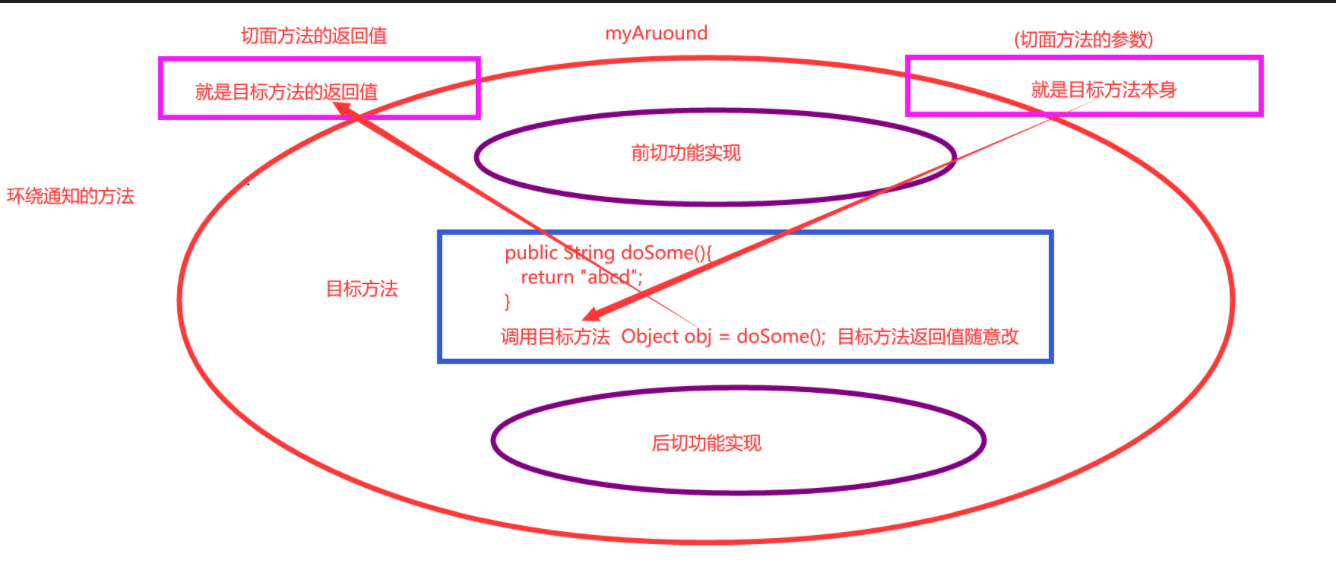 切面方法的返回值
myAruound
(切面方法的参数)
就是目标方法的返回值
就是目标方法本身
前切功能实现
环绕通知的方法
目标方法
public String doSome(){
return "abcd";
}
调用目标方法 Object obj = doSome(); 目标方法返回值随意改
后切功能实现